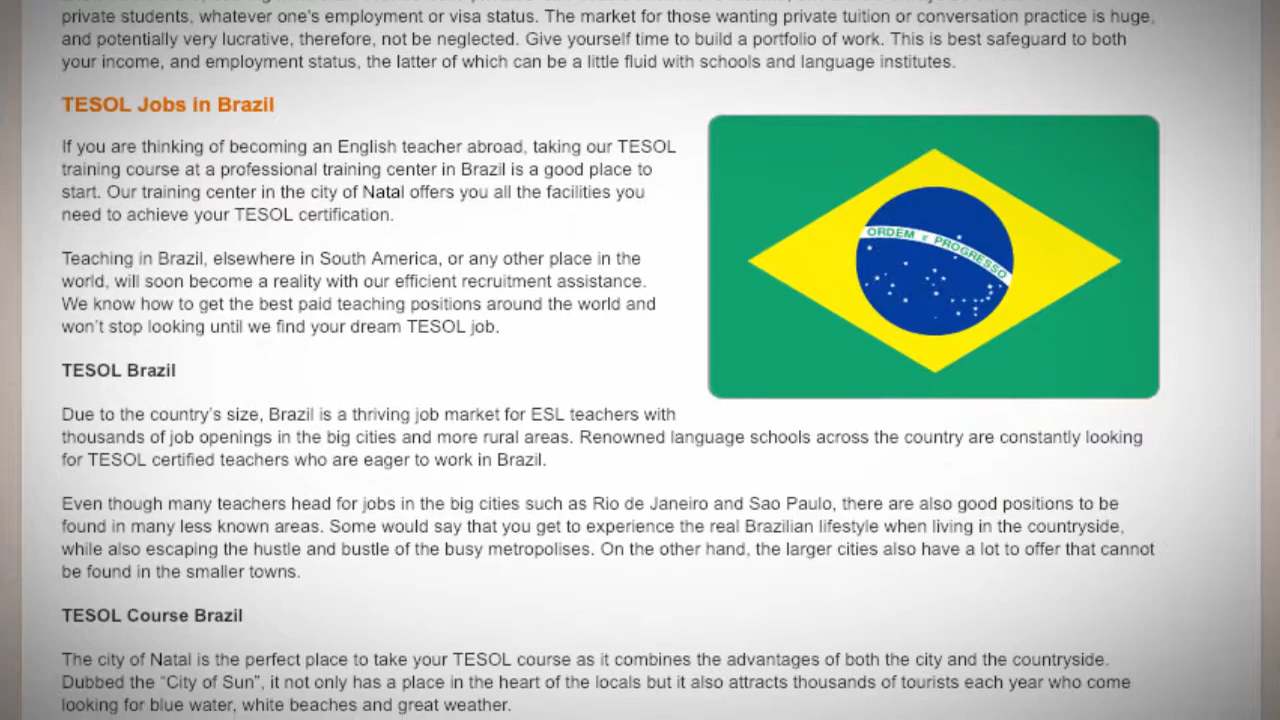 private students, whatever one's employment or visa status. The market for those wanting private tuition or conversation practice is huge,
and potentially very lucrative, therefore, not be neglected. Give yourself time to build a portfolio of work. This is best safeguard to both
your income, and employment status, the latter of which can be a little fluid with schools and language institutes.
TESOL Jobs in Brazil
If you are thinking of becoming an English teacher abroad, taking our TESOL
training course at a professional training center in Brazil is a good place to
start. Our training center in the city of Natal offers you all the facilities you
need to achieve your TESOL certification.
Teaching in Brazil, elsewhere in South America, or any other place in the
world, will soon become a reality with our efficient recruitment assistance.
We know how to get the best paid teaching positions around the world and
won't stop looking until we find your dream TESOL job.
ORDEM E PROGRESSO
TESOL Brazil
Due to the country's size, Brazil is a thriving job market for ESL teachers with
thousands of job openings in the big cities and more rural areas. Renowned language schools across the country are constantly looking
for TESOL certified teachers who are eager to work in Brazil.
Even though many teachers head for jobs in the big cities such as Rio de Janeiro and Sao Paulo, there are also good positions to be
found in many less known areas. Some would say that you get to experience the real Brazilian lifestyle when living in the countryside,
while also escaping the hustle and bustle of the busy metropolises. On the other hand, the larger cities also have a lot to offer that cannot
be found in the smaller towns.
TESOL Course Brazil
The city of Natal is the perfect place to take your TESOL course as it combines the advantages of both the city and the countryside.
Dubbed the "City of Sun", it not only has a place in the heart of the locals but it also attracts thousands of tourists each year who come
looking for blue water, white beaches and great weather.